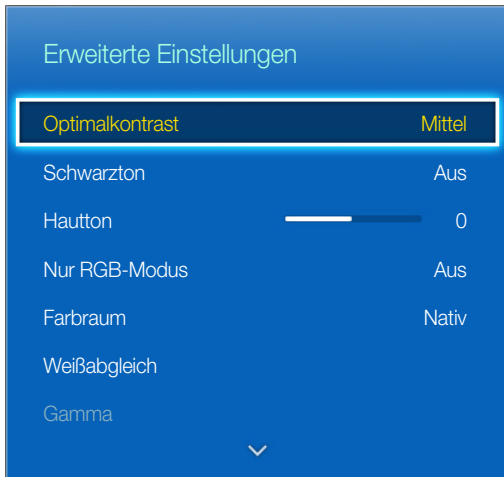 Erweiterte Einstellungen
Optimalkontrast Mittel
Schwarzton Aus
Hautton 0
Nur RGB-Modus Aus
Farbraum Nativ
Weißabgleich
Gamma